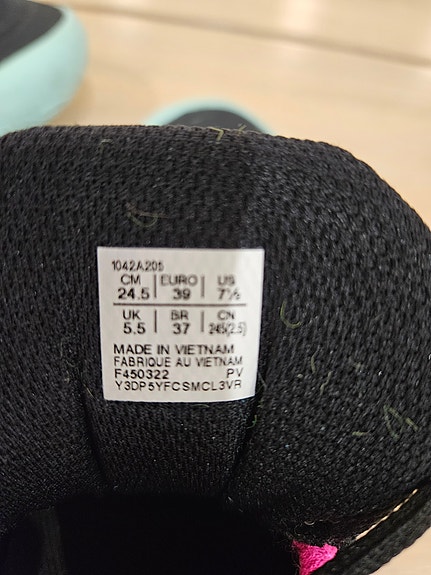 1042A205
CM EURO US
24.5 39 7½
UK BR CN
5.5 37 245(2.5)
MADE IN VIETNAM
FABRIQUE AU VIETNAM
F450322 PV
Y3DP5YFCSMCL3VR